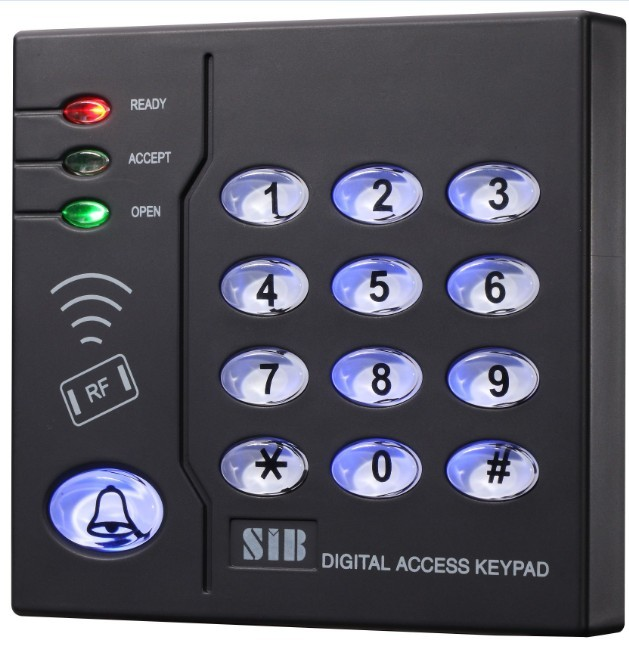 READY
ACCEPT
OPEN
1 2 3
4 5 6
7 8 9
* 0 #
RF
SIB DIGITAL ACCESS KEYPAD